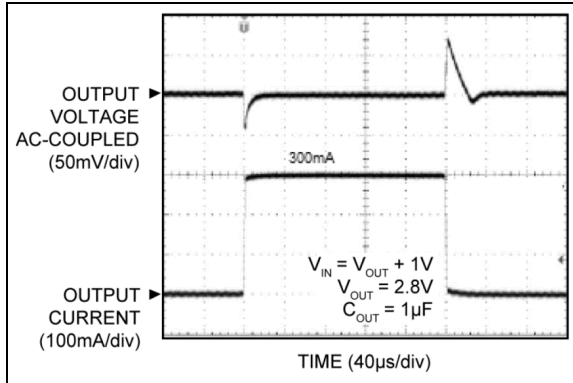 OUTPUT
VOLTAGE
AC-COUPLED
(50mV/div)
300mA
V_IN = V_OUT + 1V
V_OUT = 2.8V
C_OUT = 1µF
OUTPUT
CURRENT
(100mA/div)
TIME (40µs/div)